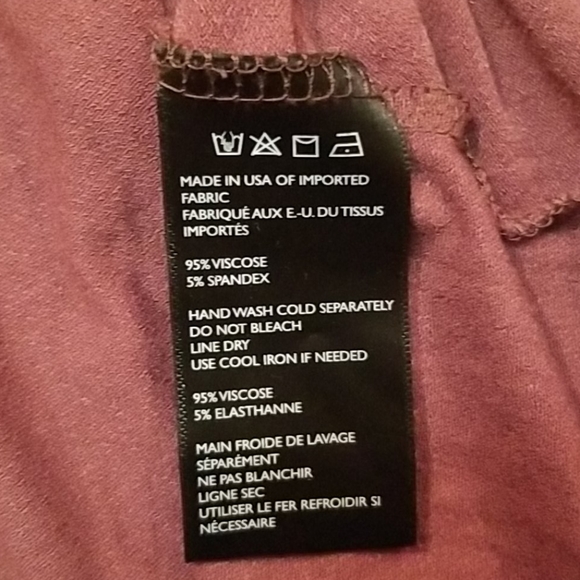 MADE IN USA OF IMPORTED
FABRIC
FABRIQUÉ AUX E.-U. DU TISSUS
IMPORTÉS
95% VISCOSE
5% SPANDEX
HAND WASH COLD SEPARATELY
DO NOT BLEACH
LINE DRY
USE COOL IRON IF NEEDED
95% VISCOSE
5% ELASTHANNE
MAIN FROIDE DE LAVAGE
SÉPARÉMENT
NE PAS BLANCHIR
LIGNE SEC
UTILISER LE FER REFROIDIR SI
NÉCESSAIRE